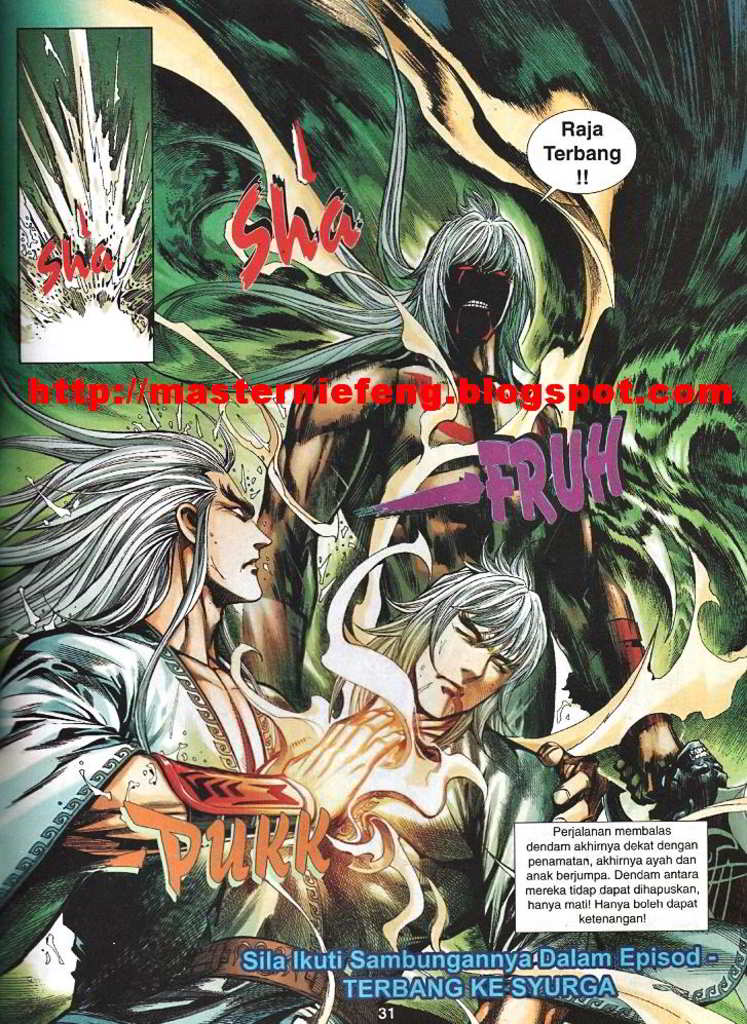 Sha
Sha
Raja
Terbang
!!
http://masterniefeng.blogspot.com
FRUH
PUKK
Perjalanan membalas
dendam akhirnya dekat dengan
penamatan, akhirnya ayah dan
anak berjumpa. Dendam antara
mereka tidap dapat dihapuskan,
hanya mati! Hanya boleh dapat
ketenangan!
Sila Ikuti Sambungannya Dalam Episod -
TERBANG KE SYURGA
31